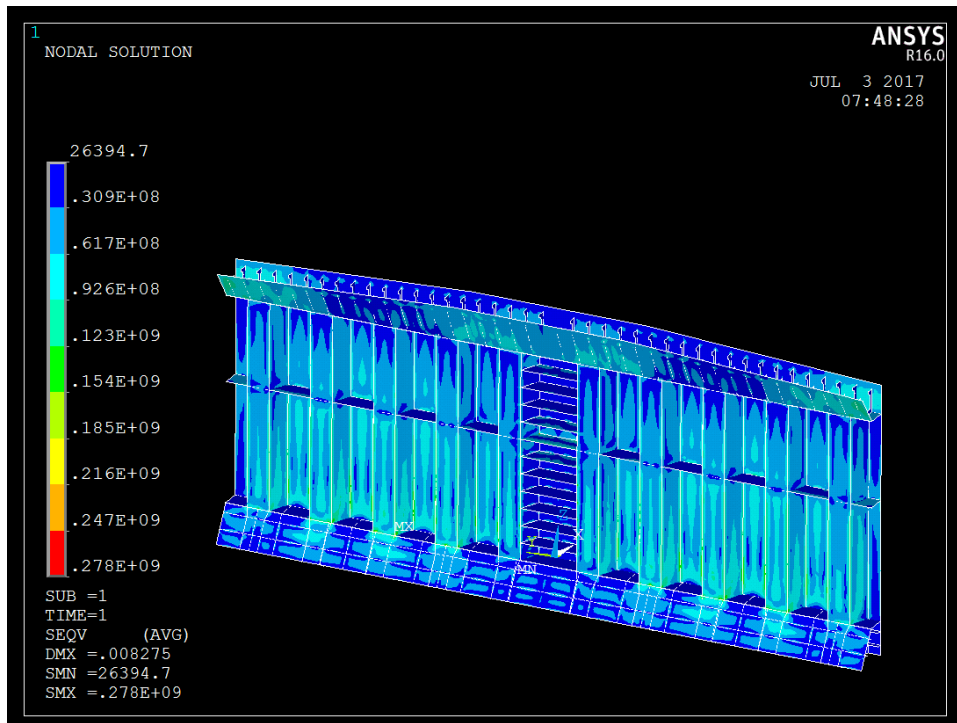 1
NODAL SOLUTION
ANSYS
R16.0
JUL 3 2017
07:48:28
26394.7
.309E+08
.617E+08
.926E+08
.123E+09
.154E+09
.185E+09
.216E+09
.247E+09
.278E+09
MX
Z
X
Y
MN
SUB =1
TIME=1
SEQV (AVG)
DMX =.008275
SMN =26394.7
SMX =.278E+09